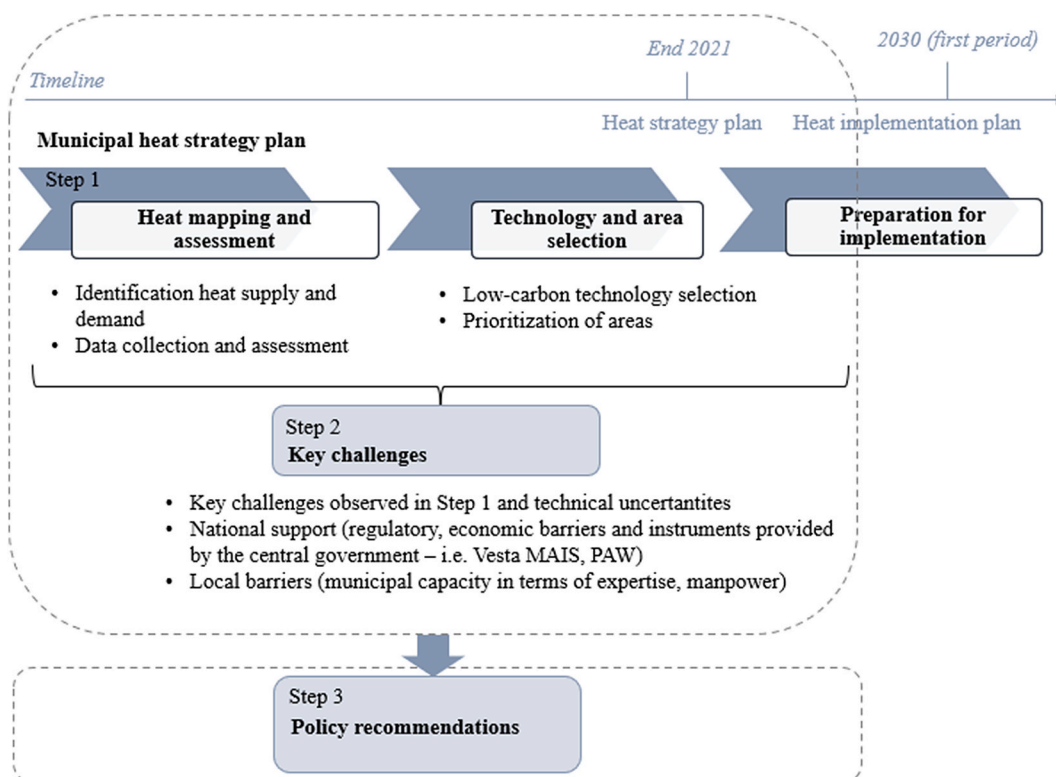 2030 (first period)
End 2021
Timeline
Heat strategy plan
Heat implementation plan
Municipal heat strategy plan
Step 1
Heat mapping and
assessment
Technology and area
selection
Preparation for
implementation
• Identification heat supply and
demand
• Data collection and assessment
• Low-carbon technology selection
• Prioritization of areas
Step 2
Key challenges
• Key challenges observed in Step 1 and technical uncertantites
• National support (regulatory, economic barriers and instruments provided
by the central government – i.e. Vesta MAIS, PAW)
• Local barriers (municipal capacity in terms of expertise, manpower)
Step 3
Policy recommendations